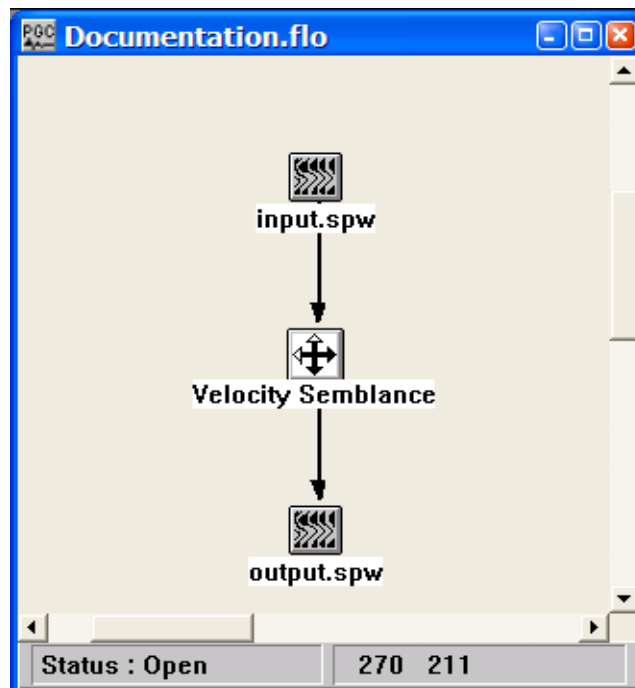 PGC
Documentation.flo
input.spw
Velocity Semblance
output.spw
Status : Open
270 211